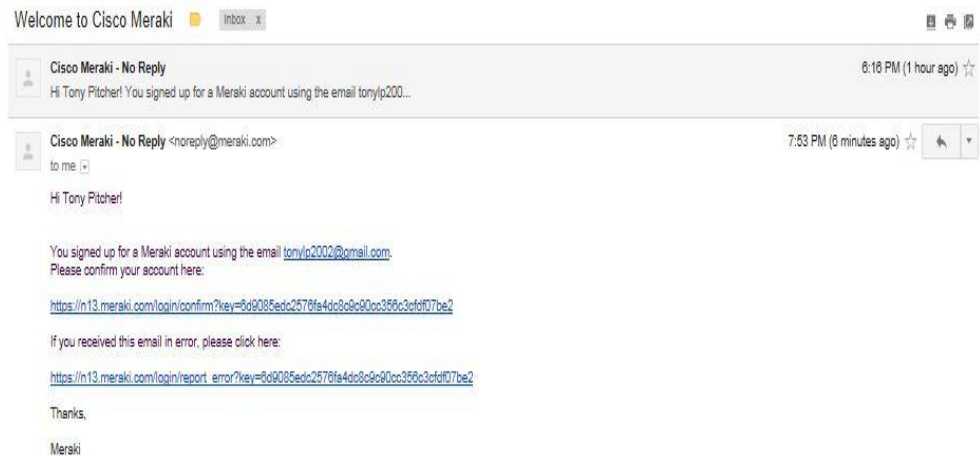 Welcome to Cisco Meraki
Inbox x
Cisco Meraki - No Reply
6:16 PM (1 hour ago)
Hi Tony Pitcher! You signed up for a Meraki account using the email tonylp200...
Cisco Meraki - No Reply <noreply@meraki.com>
7:53 PM (6 minutes ago)
to me
Hi Tony Pitcher!
You signed up for a Meraki account using the email tonylp2002@gmail.com.
Please confirm your account here:
https://n13.meraki.com/login/confirm?key=6d9085edc2576fa4dc8c9c90cc356c3cfdf07be2
If you received this email in error, please click here:
https://n13.meraki.com/login/report_error?key=6d9085edc2576fa4dc8c9c90cc356c3cfdf07be2
Thanks,
Meraki